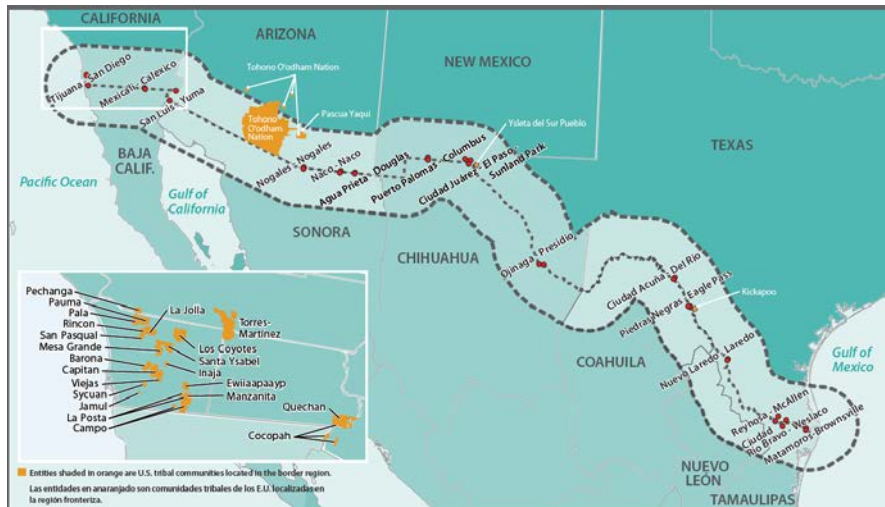 CALIFORNIA
ARIZONA
NEW MEXICO
TEXAS
Tohono O'odham Nation
Tijuana - San Diego
Mexicali - Calexico
San Luis - Yuma
Tohono
O'odham
Nation
Pascua Yaqui
Ysleta del Sur Pueblo
BAJA
CALIF.
Pacific Ocean
Gulf of
California
Nogales - Nogales
Naco - Naco
Agua Prieta - Douglas
Puerto Palomas - Columbus
Ciudad Juárez - El Paso,
Sunland Park
SONORA
CHIHUAHUA
Ojinaga - Presidio
Ciudad Acuña - Del Rio
Piedras Negras - Eagle Pass
Kickapoo
COAHUILA
Nuevo Laredo - Laredo
Gulf of
Mexico
Reynosa - McAllen
Ciudad
Rio Bravo - Weslaco
Matamoros-Brownsville
NUEVO
LEÓN
TAMAULIPAS
Pechanga
Pauma
Pala
Rincon
San Pasqual
Mesa Grande
Barona
Capitan
Viejas
Sycuan
Jamul
La Posta
Campo
La Jolla
Torres-
Martinez
Los Coyotes
Santa Ysabel
Inaja
Ewiiaapaayp
Manzanita
Quechan
Cocopah
Entities shaded in orange are U.S. tribal communities located in the border region.
Las entidades en anaranjado son comunidades tribales de los E.U. localizadas en
la región fronteriza.